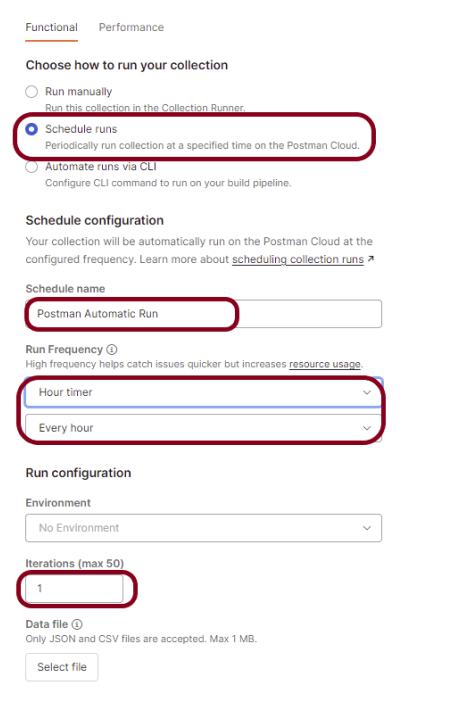 Functional Performance
Choose how to run your collection
Run manually
Run this collection in the Collection Runner.
Schedule runs
Periodically run collection at a specified time on the Postman Cloud.
Automate runs via CLI
Configure CLI command to run on your build pipeline.
Schedule configuration
Your collection will be automatically run on the Postman Cloud at the
configured frequency. Learn more about scheduling collection runs ↗
Schedule name
Postman Automatic Run
Run Frequency
High frequency helps catch issues quicker but increases resource usage.
Hour timer
Every hour
Run configuration
Environment
No Environment
Iterations (max 50)
1
Data file
Only JSON and CSV files are accepted. Max 1 MB.
Select file